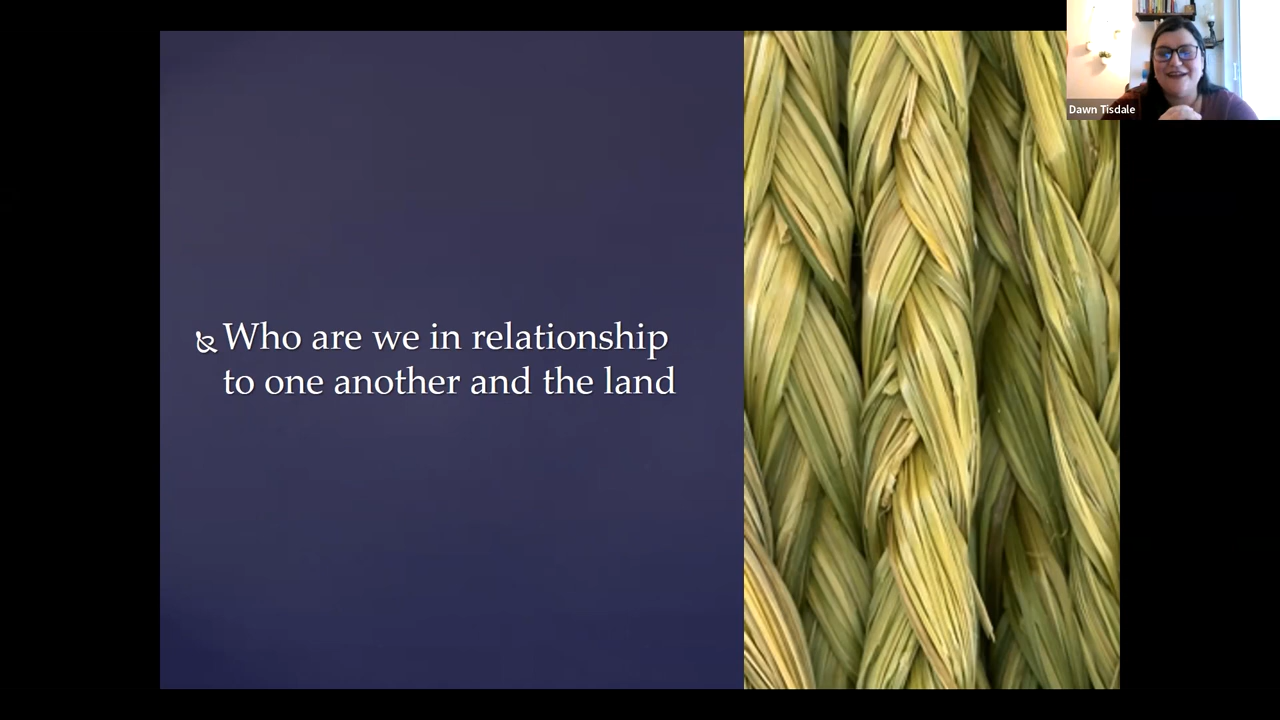 Who are we in relationship
to one another and the land
Dawn Tisdale